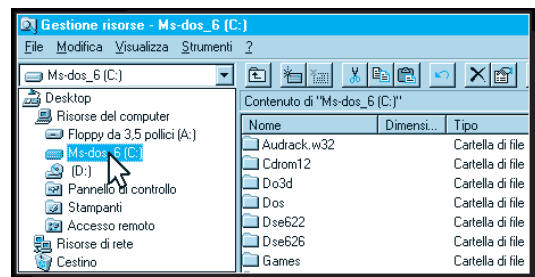 Gestione risorse - Ms-dos_6 (C:)
File Modifica Visualizza Strumenti ?
Ms-dos_6 (C:)
Desktop
Risorse del computer
Floppy da 3,5 pollici (A:)
Ms-dos_6 (C:)
(D:)
Pannello di controllo
Stampanti
Accesso remoto
Risorse di rete
Cestino
Contenuto di "Ms-dos_6 (C:)"
Nome Dimensi... Tipo
Audrack.w32 Cartella di file
Cdrom12 Cartella di file
Do3d Cartella di file
Dos Cartella di file
Dse622 Cartella di file
Dse626 Cartella di file
Games Cartella di file